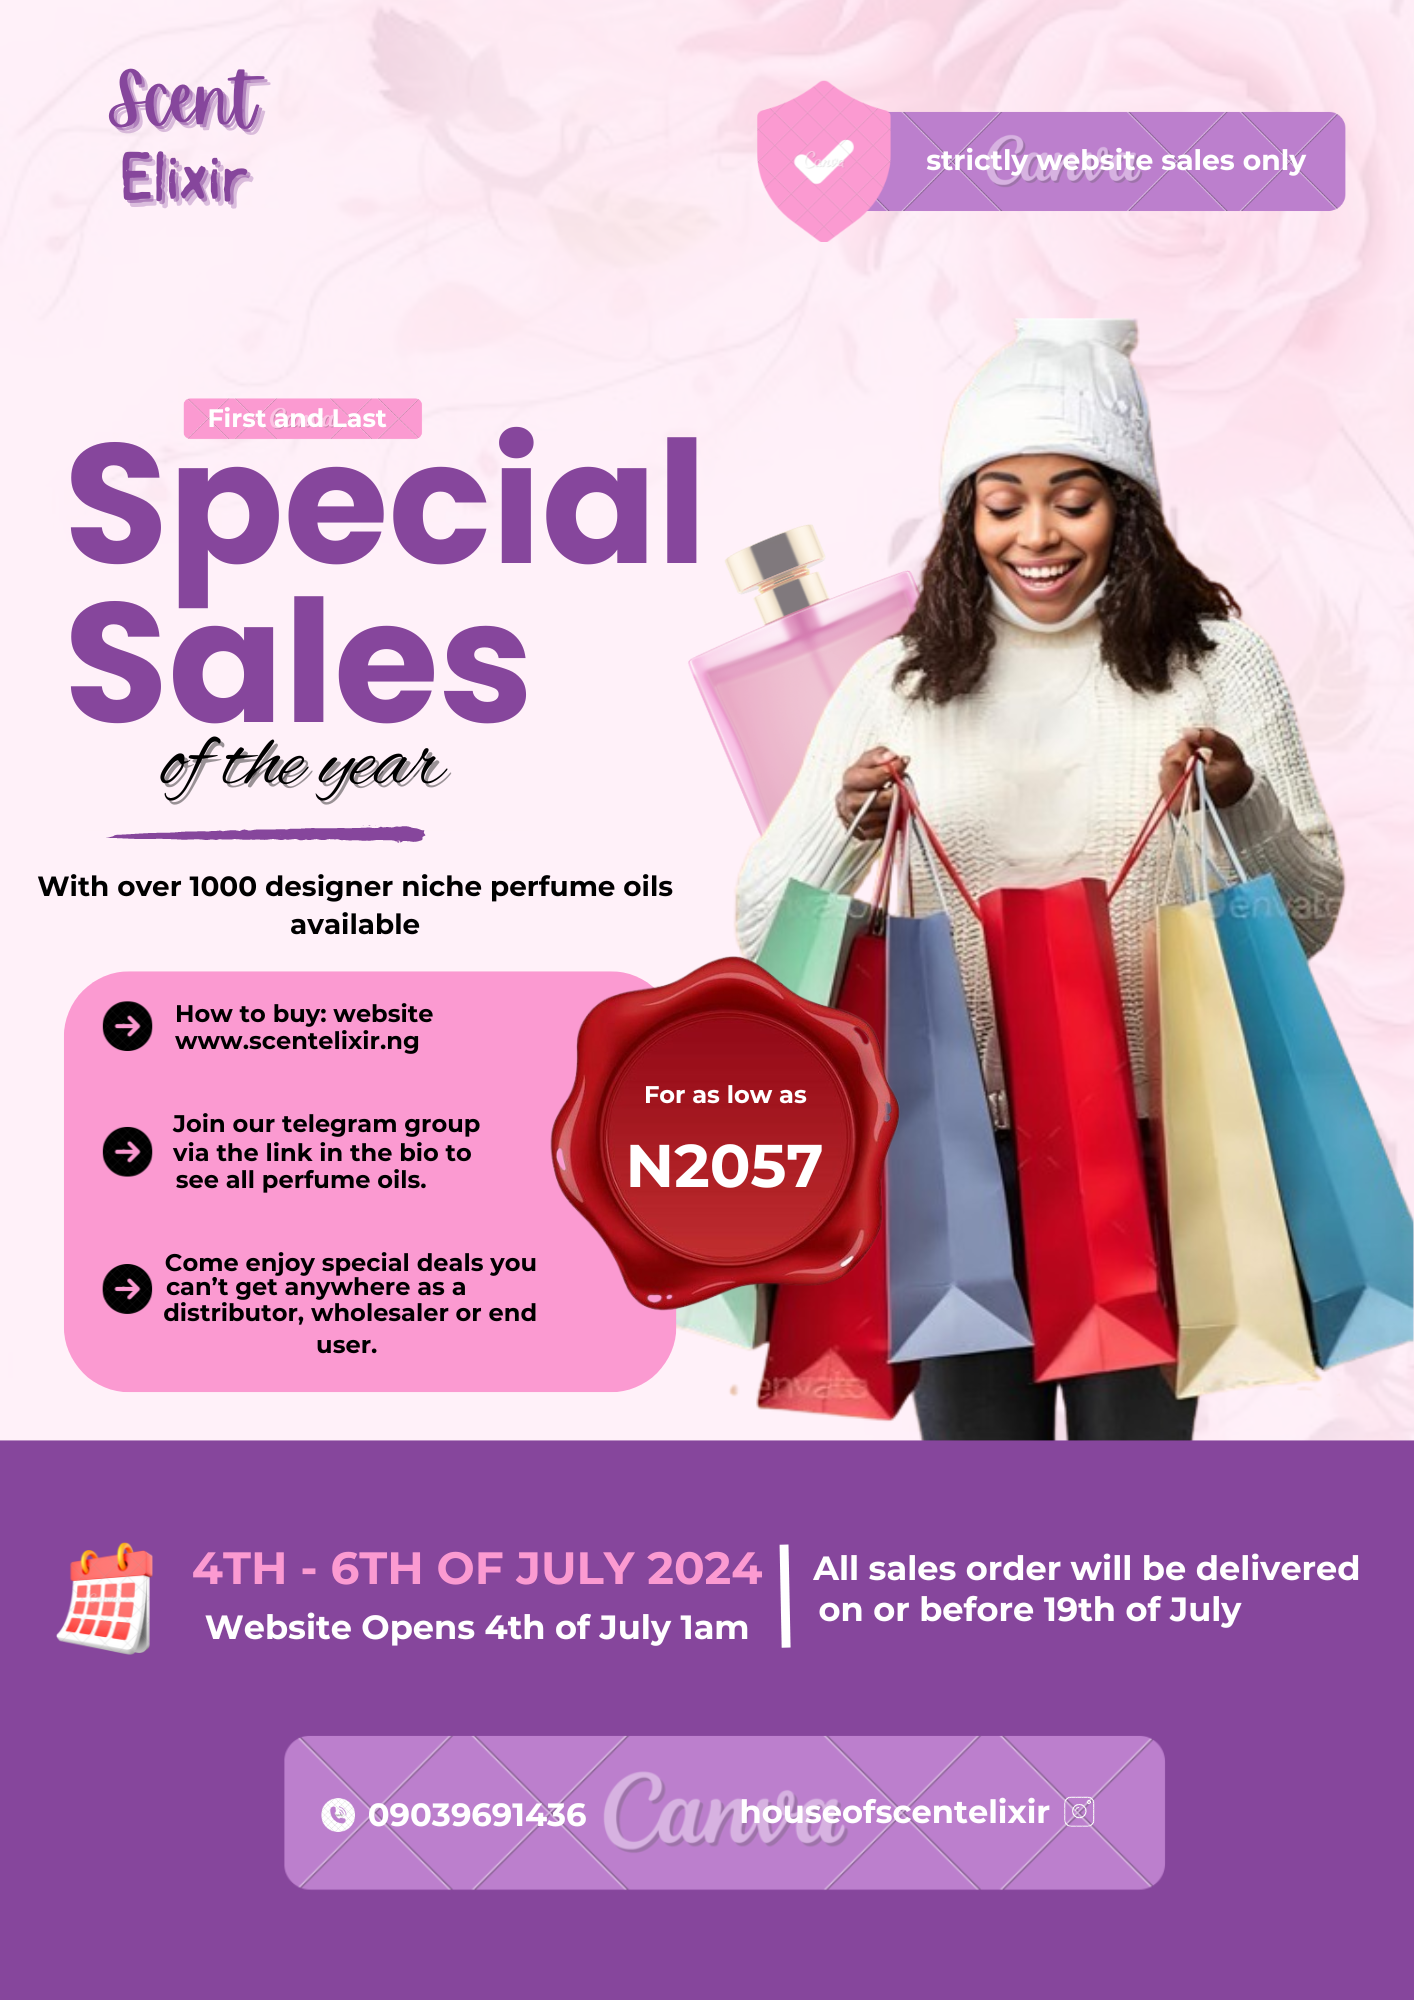 Scent
Elixir
strictly website sales only
Canva
First and Last
Special
Sales
of the year
With over 1000 designer niche perfume oils
available
How to buy: website
www.scentelixir.ng
Join our telegram group
via the link in the bio to
see all perfume oils.
Come enjoy special deals you
can’t get anywhere as a
distributor, wholesaler or end
user.
For as low as
N2057
envato
envato
4TH - 6TH OF JULY 2024
Website Opens 4th of July 1am
All sales order will be delivered
on or before 19th of July
09039691436
Canva
houseofscentelixir